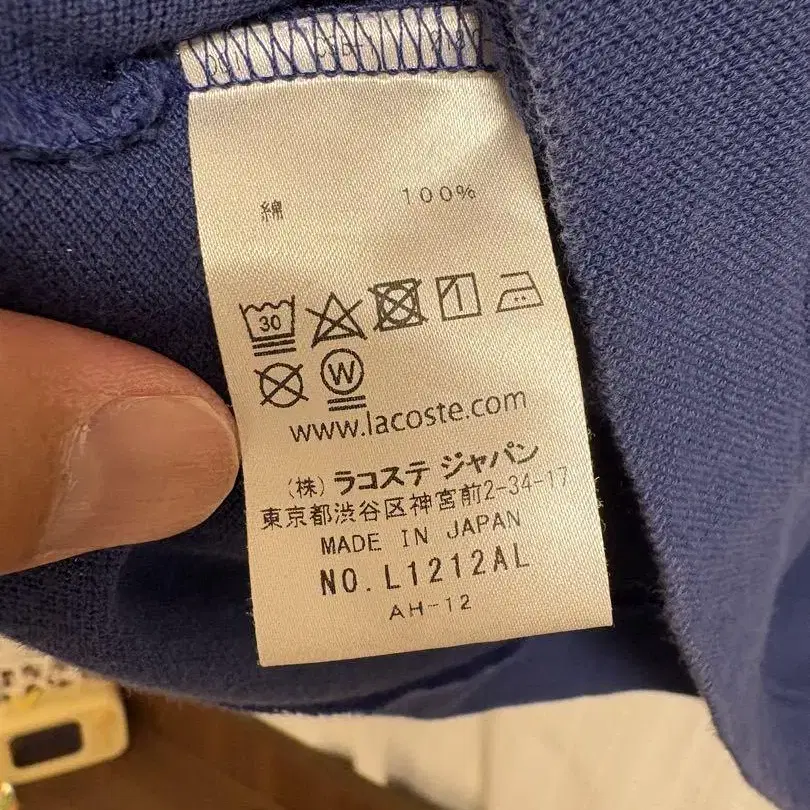 綿 100%
30
W
www.lacoste.com
(株) ラコステ ジャパン
東京都渋谷区神宮前2-34-17
MADE IN JAPAN
NO. L1212AL
AH-12